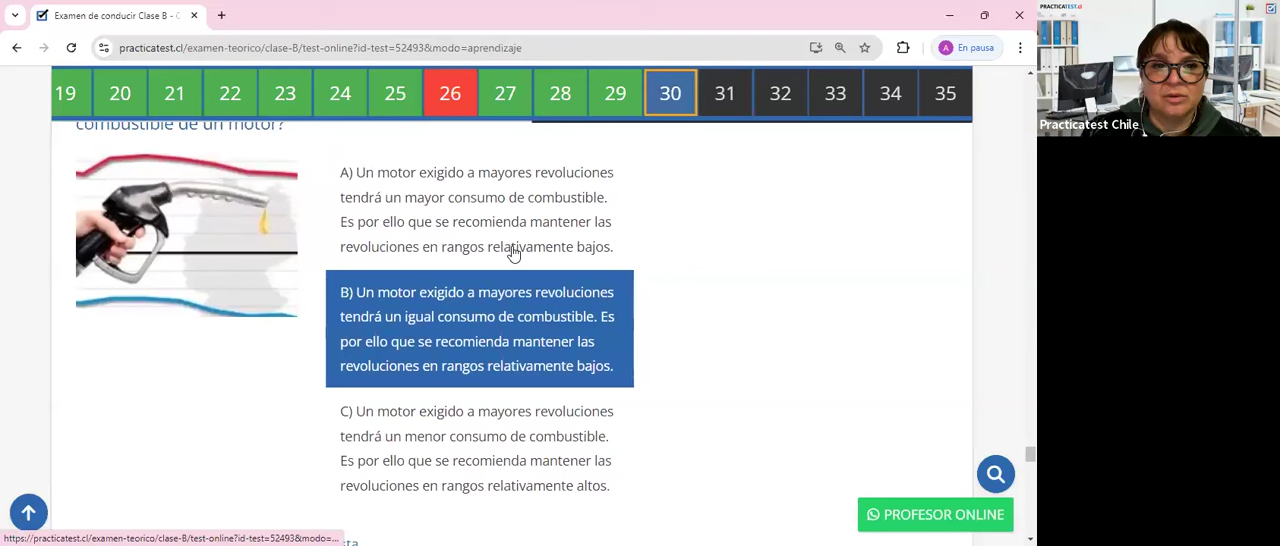 Examen de conducir Clase B - C
practicatest.cl/examen-teorico/clase-B/test-online?id-test=52493&modo=aprendizaje
A
En pausa
PRACTICATEST.cl
Practicatest Chile
19 20 21 22 23 24 25 26 27 28 29 30 31 32 33 34 35
combustible de un motor?
A) Un motor exigido a mayores revoluciones
tendrá un mayor consumo de combustible.
Es por ello que se recomienda mantener las
revoluciones en rangos relativamente bajos.
B) Un motor exigido a mayores revoluciones
tendrá un igual consumo de combustible. Es
por ello que se recomienda mantener las
revoluciones en rangos relativamente bajos.
C) Un motor exigido a mayores revoluciones
tendrá un menor consumo de combustible.
Es por ello que se recomienda mantener las
revoluciones en rangos relativamente altos.
PROFESOR ONLINE
https://practicatest.cl/examen-teorico/clase-B/test-online?id-test=52493&modo=...